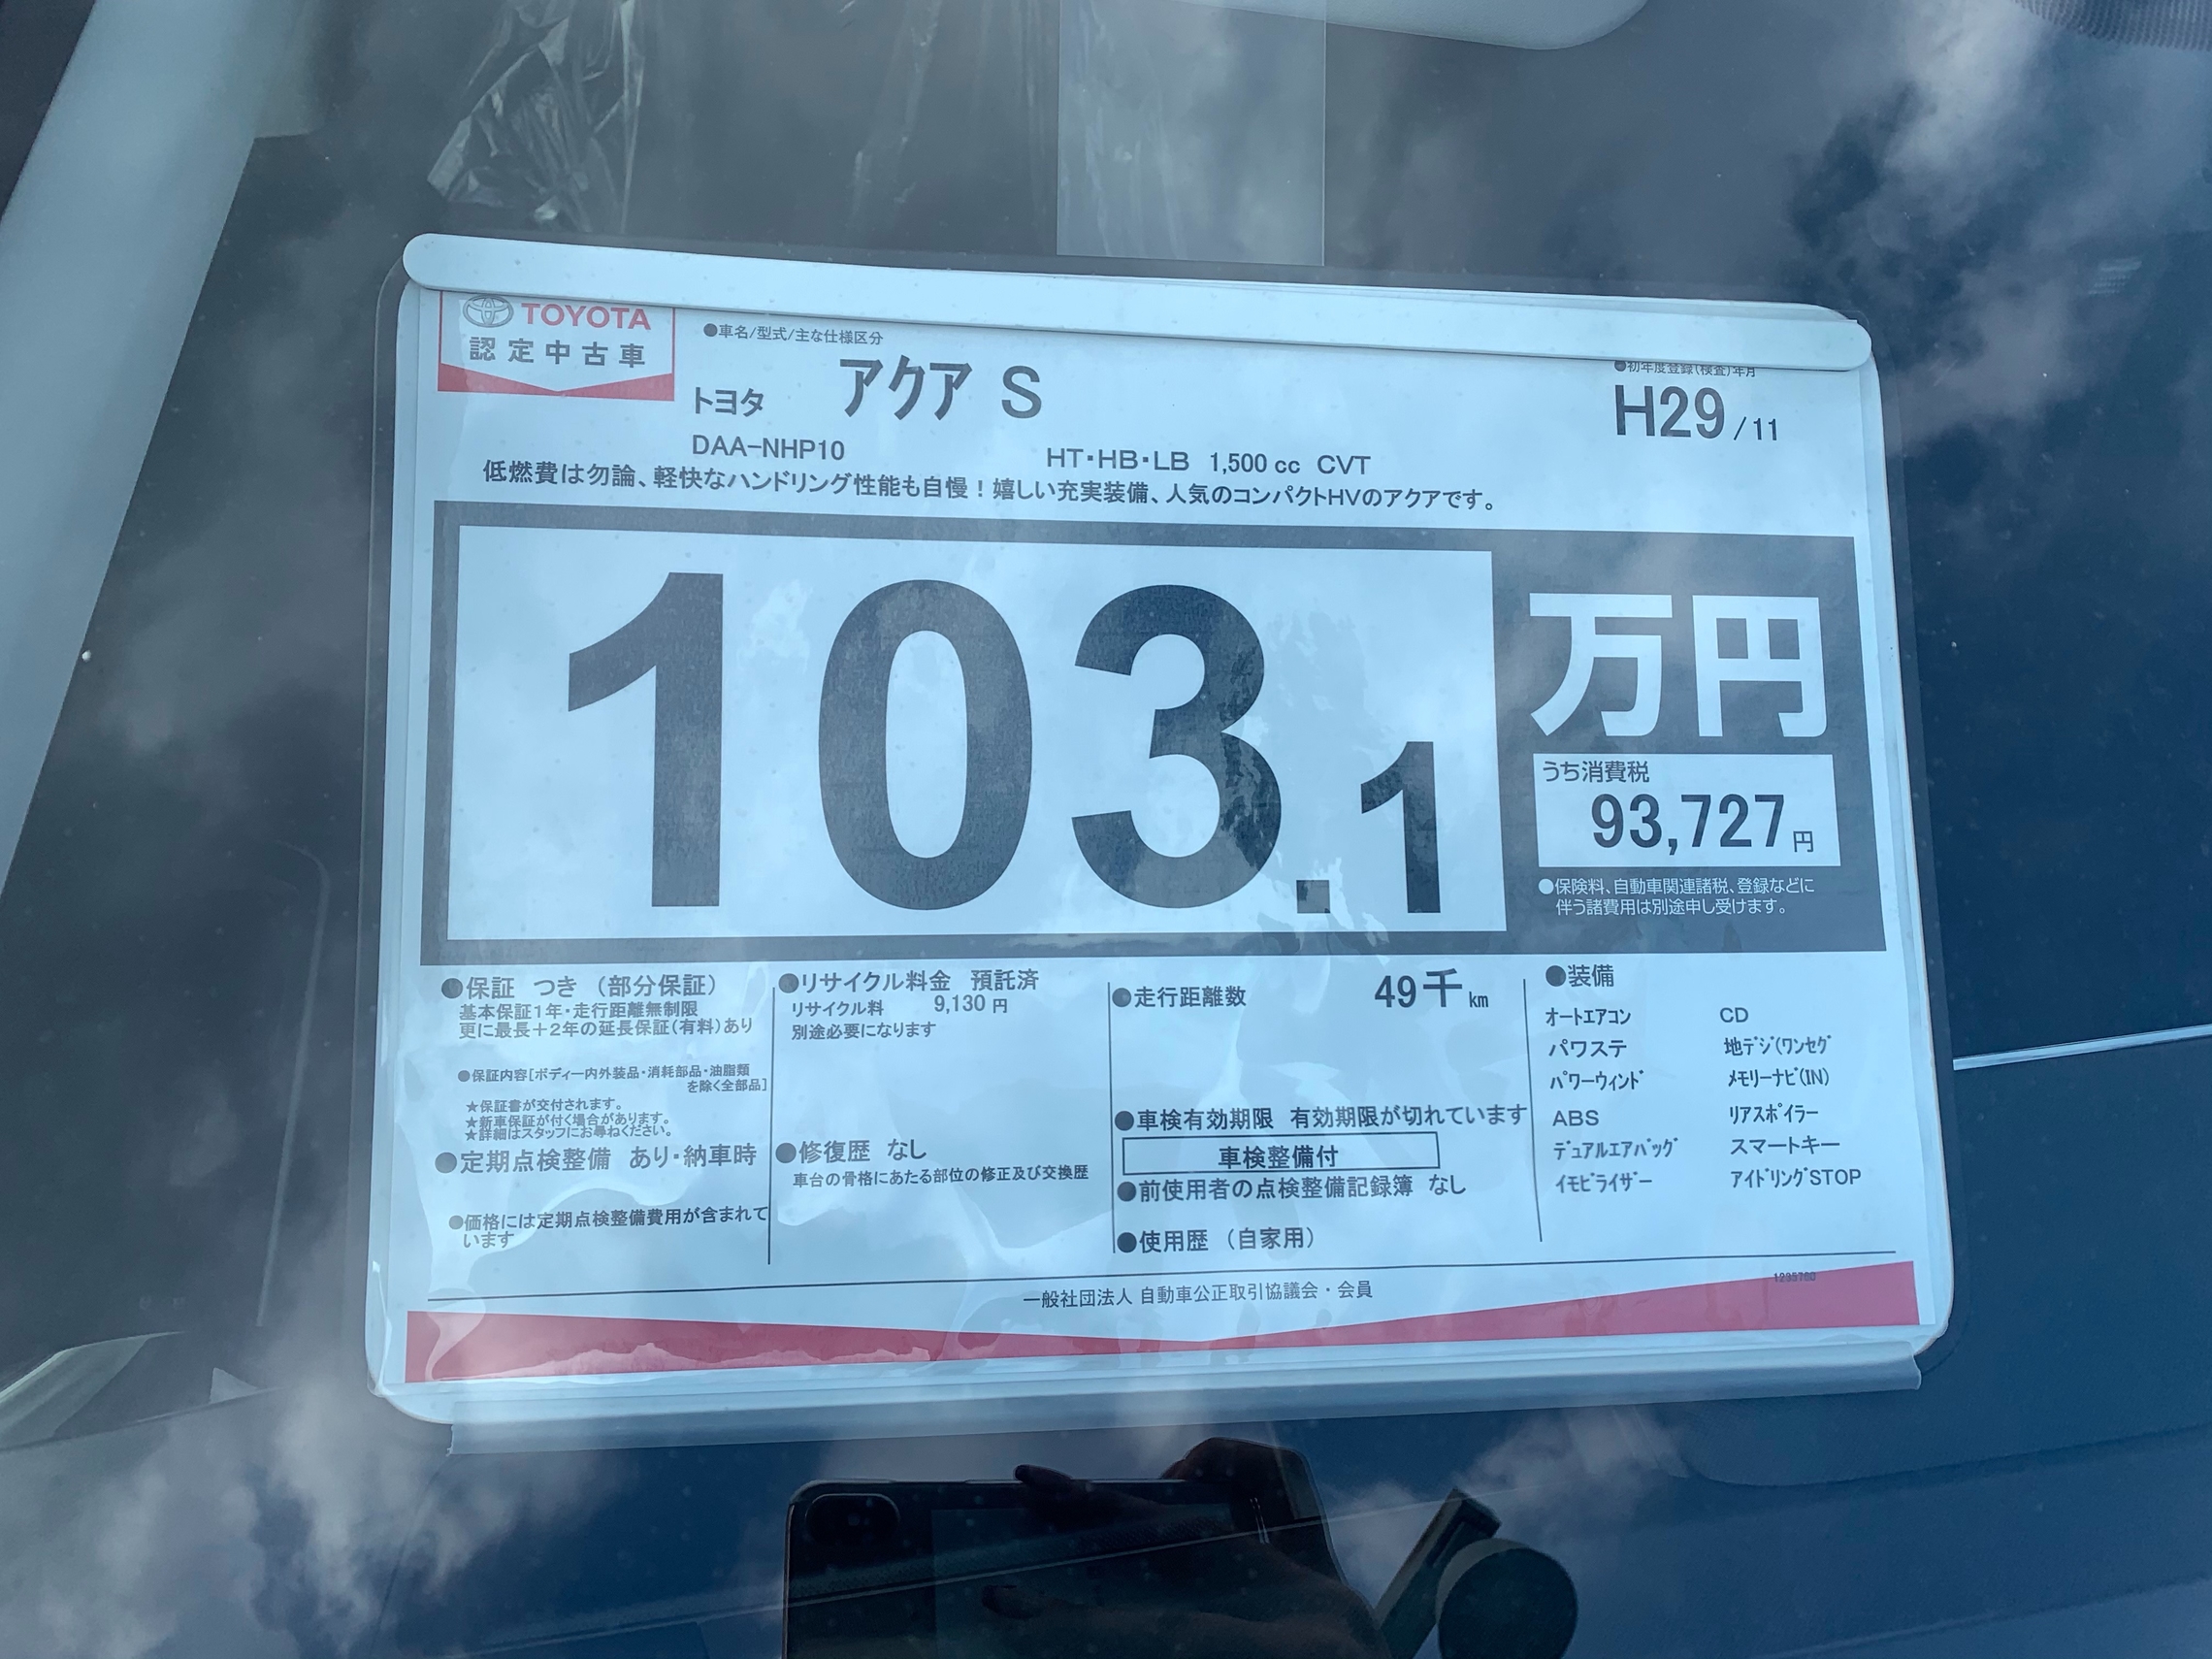 TOYOTA
認定中古車
●車名/型式/主な仕様区分
トヨタ アクア S
●初年度登録(検査)年月
H29/11
DAA-NHP10 HT・HB・LB 1,500cc CVT
低燃費は勿論、軽快なハンドリング性能も自慢！嬉しい充実装備、人気のコンパクトHVのアクアです。
103.1
万円
うち消費税
93,727円
●保険料、自動車関連諸税、登録などに
伴う諸費用は別途申し受けます。
●保証 つき （部分保証）
基本保証1年・走行距離無制限
更に最長＋2年の延長保証(有料)あり
●保証内容[ボディー内外装品・消耗部品・油脂類
を除く全部品]
★保証書が交付されます。
★新車保証が付く場合があります。
★詳細はスタッフにお尋ねください。
●定期点検整備 あり・納車時
●価格には定期点検整備費用が含まれて
います
●リサイクル料金 預託済
リサイクル料 9,130 円
別途必要になります
●修復歴 なし
車台の骨格にあたる部位の修正及び交換歴
●走行距離数 49千km
●車検有効期限 有効期限が切れています
車検整備付
●前使用者の点検整備記録簿 なし
●使用歴 （自家用）
●装備
ｵｰﾄｴｱｺﾝ CD
パワステ 地ﾃﾞｼﾞ(ﾜﾝｾｸﾞ
ﾊﾟﾜｰｳｨﾝﾄﾞ ﾒﾓﾘｰﾅﾋﾞ(IN)
ABS ﾘｱｽﾎﾟｲﾗｰ
ﾃﾞｭｱﾙｴｱﾊﾞｯｸﾞ スマートキー
ｲﾓﾋﾞﾗｲｻﾞｰ ｱｲﾄﾞﾘﾝｸﾞSTOP
一般社団法人 自動車公正取引協議会・会員